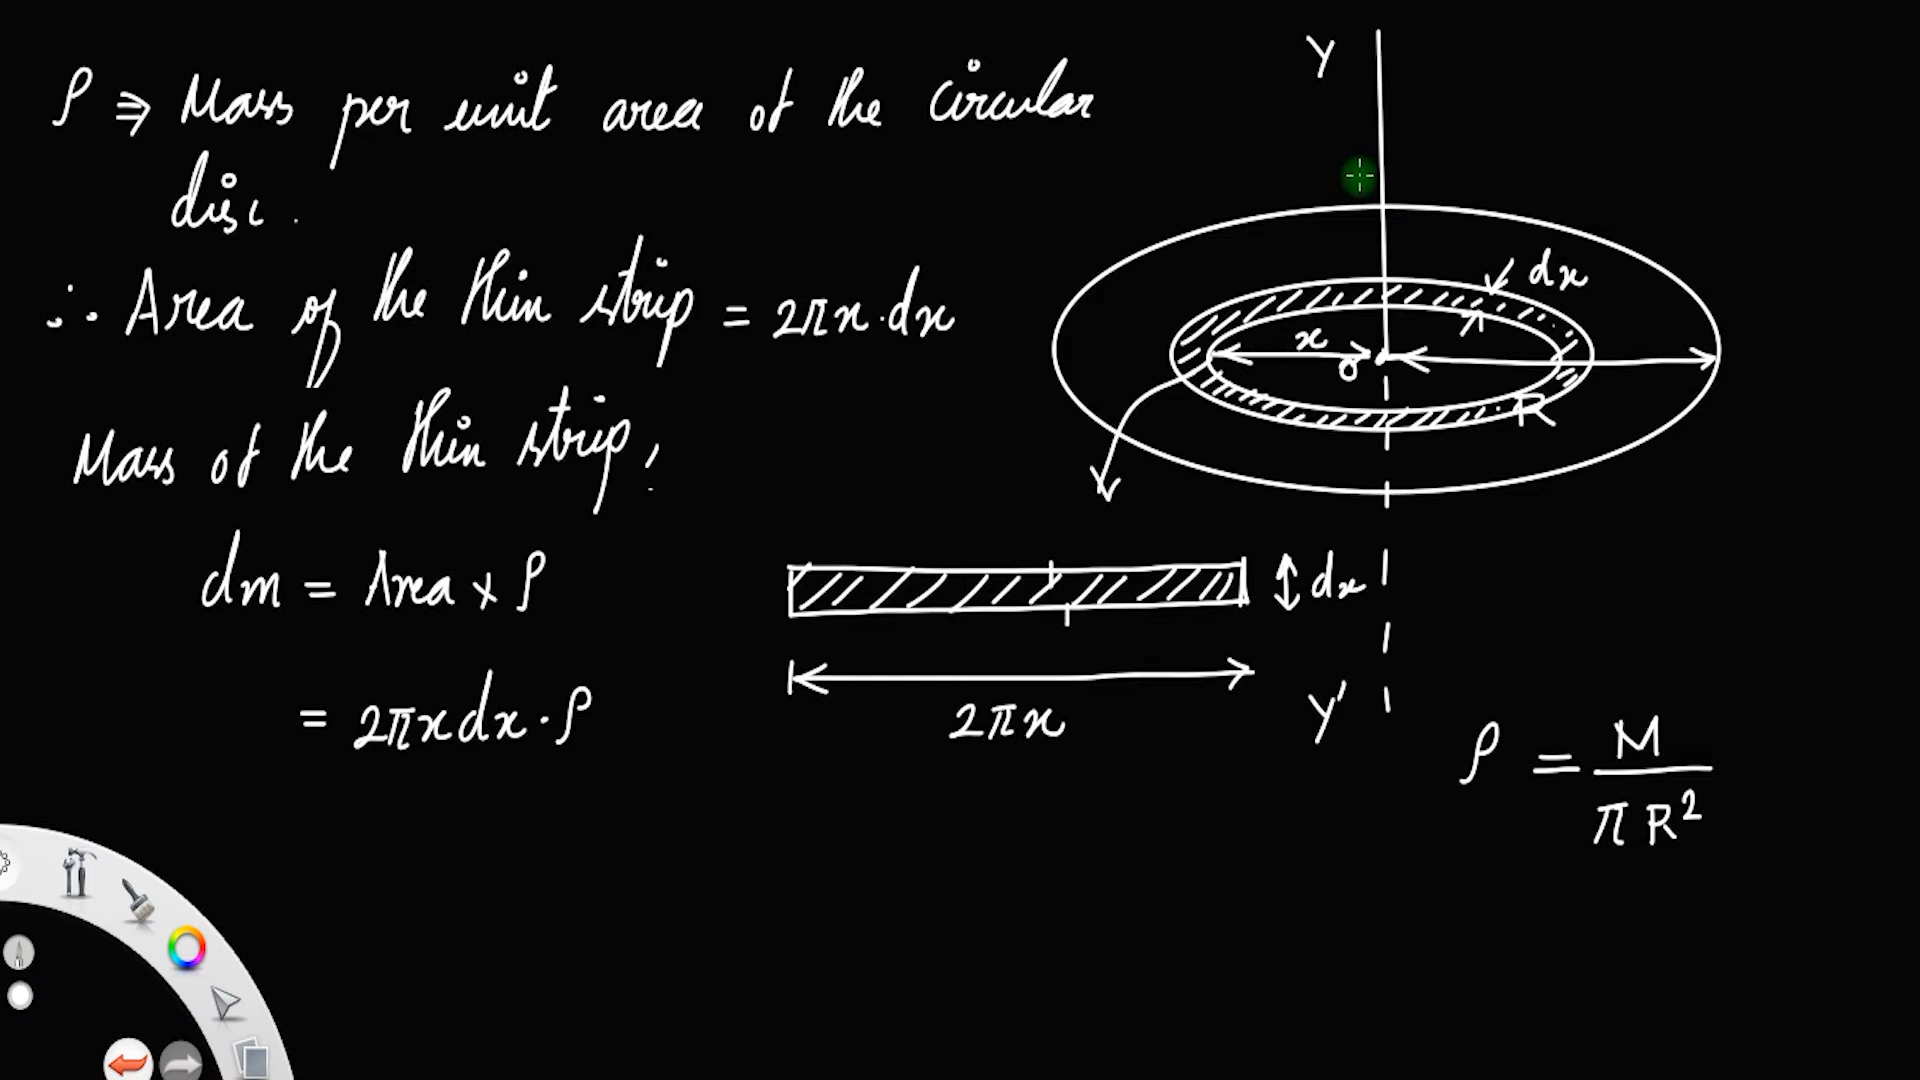 ρ ⇒ Mass per unit area of the circular
disc.
∴ Area of the thin strip = 2πx·dx
Mass of the thin strip,
dm = Area × ρ
= 2πxdx·ρ
Y
dx
x
O
R
dx
2πx
Y'
ρ = M / πR²